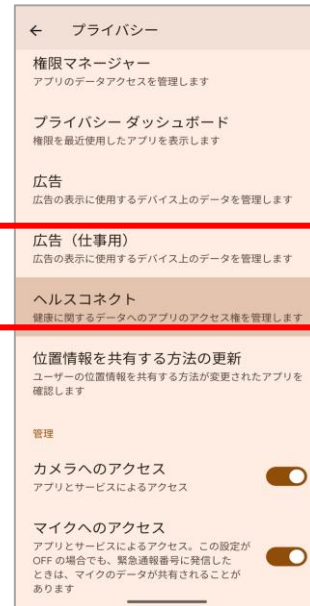 ← プライバシー
権限マネージャー
アプリのデータアクセスを管理します
プライバシー ダッシュボード
権限を最近使用したアプリを表示します
広告
広告の表示に使用するデバイス上のデータを管理します
広告（仕事用）
広告の表示に使用するデバイス上のデータを管理します
ヘルスコネクト
健康に関するデータへのアプリのアクセス権を管理します
位置情報を共有する方法の更新
ユーザーの位置情報を共有する方法が変更されたアプリを
確認します
管理
カメラへのアクセス
アプリとサービスによるアクセス
マイクへのアクセス
アプリとサービスによるアクセス。この設定が
OFF の場合でも、緊急通報番号に発信した
ときは、マイクのデータが共有されることが
あります